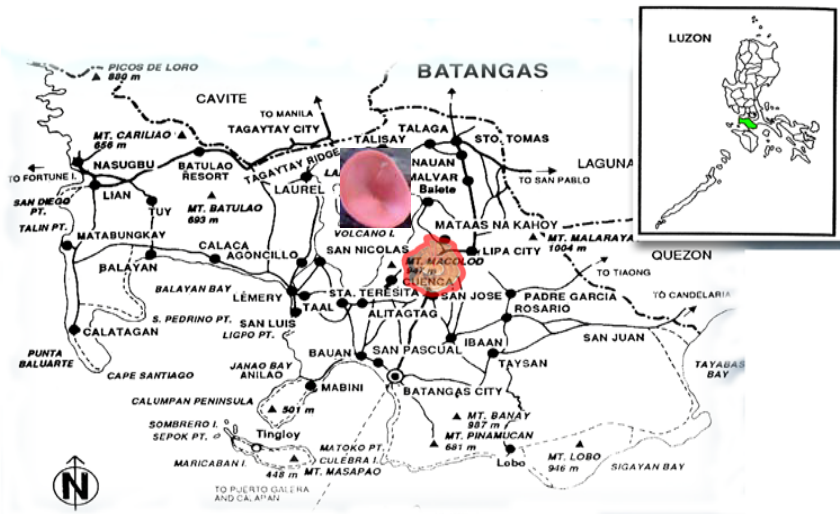 LUZON
BATANGAS
PICOS DE LORO
880 m
CAVITE
TO MANILA
TAGAYTAY CITY
MT. CARILIAO
656 m
TALISAY
TALAGA
STO. TOMAS
NASUGBU
BATULAO
RESORT
TAGAYTAY RIDGE
NAUAN
LAGUNA
TO FORTUNE I.
LAUREL
MALVAR
TO SAN PABLO
LIAN
Balete
SAN DIEGO
PT.
TUY
MT. BATULAO
693 m
TALIN PT.
MATABUNGKAY
VOLCANO I.
MATAAS NA KAHOY
CALACA
AGONCILLO
SAN NICOLAS
LIPA CITY
MT. MALARAYA
1004 m
QUEZON
BALAYAN
MT. MACOLOD
947 m
CUENCA
TO TIAONG
BALAYAN BAY
LEMERY
STA. TERESITA
SAN JOSE
PADRE GARCIA
TO CANDELARIA
TAAL
ALITAGTAG
ROSARIO
S. PEDRINO PT.
SAN LUIS
CALATAGAN
LIGPO PT.
IBAAN
SAN JUAN
PUNTA
BALUARTE
BAUAN
SAN PASCUAL
TAYSAN
TAYABAS
BAY
JANAO BAY
ANILAO
CAPE SANTIAGO
MABINI
BATANGAS CITY
CALUMPAN PENINSULA
501 m
MT. BANAY
987 m
SOMBRERO I.
SEPOK PT.
Tingloy
MATOKO PT.
MT. PINAMUCAN
681 m
CULEBRA I.
Lobo
MT. LOBO
946 m
SIGAYAN BAY
MARICABAN I.
448 m
MT. MASAPAO
N
TO PUERTO GALERA
AND CALAPAN